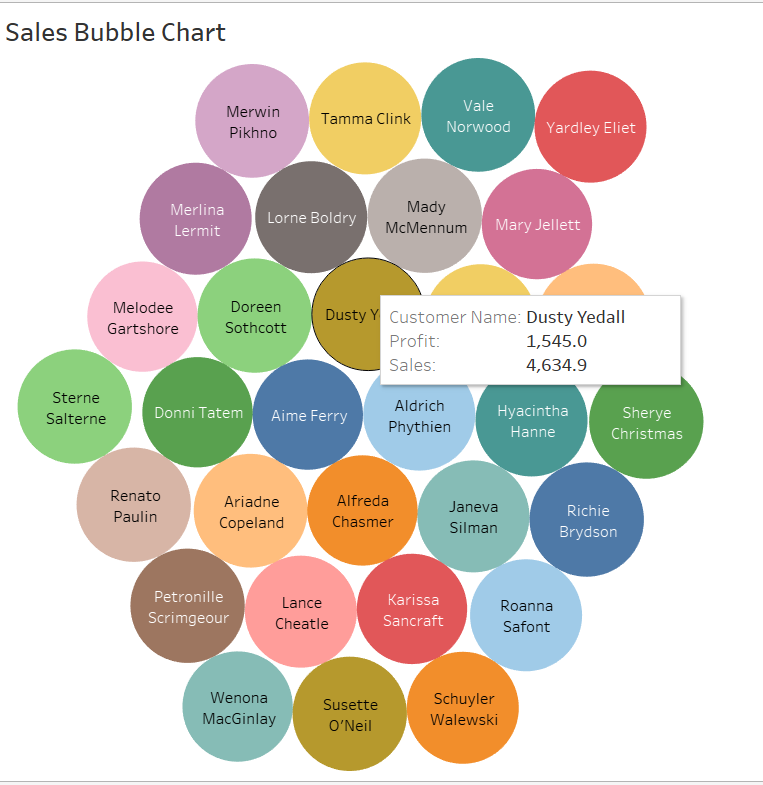 Sales Bubble Chart
Merwin
Pikhno
Tamma Clink
Vale
Norwood
Yardley Eliet
Merlina
Lermit
Lorne Boldry
Mady
McMennum
Mary Jellett
Melodee
Gartshore
Doreen
Sothcott
Dusty
Customer Name: Dusty Yedall
Profit: 1,545.0
Sales: 4,634.9
Sterne
Salterne
Donni Tatem
Aime Ferry
Aldrich
Phythien
Hyacintha
Hanne
Sherye
Christmas
Renato
Paulin
Ariadne
Copeland
Alfreda
Chasmer
Janeva
Silman
Richie
Brydson
Petronille
Scrimgeour
Lance
Cheatle
Karissa
Sancraft
Roanna
Safont
Wenona
MacGinlay
Susette
O’Neil
Schuyler
Walewski